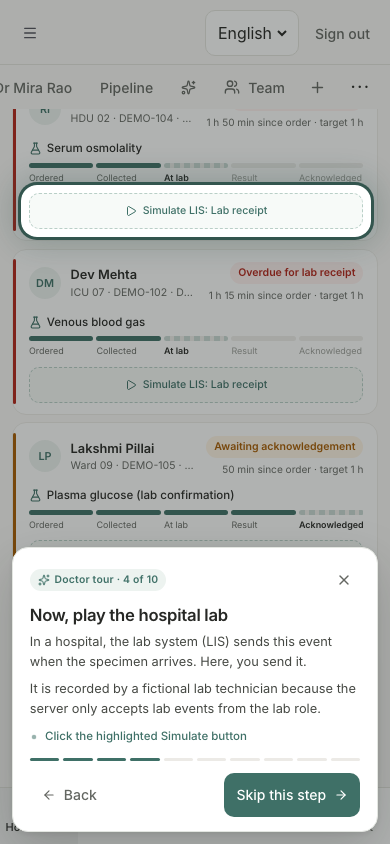 English
Sign out
Dr Mira Rao
Pipeline
Team
HDU 02 · DEMO-104 · ...
1 h 50 min since order · target 1 h
Serum osmolality
Ordered Collected At lab Result Acknowledged
Simulate LIS: Lab receipt
DM
Dev Mehta
Overdue for lab receipt
ICU 07 · DEMO-102 · D...
1 h 15 min since order · target 1 h
Venous blood gas
Ordered Collected At lab Result Acknowledged
Simulate LIS: Lab receipt
LP
Lakshmi Pillai
Awaiting acknowledgement
Ward 09 · DEMO-105 · ...
50 min since order · target 1 h
Plasma glucose (lab confirmation)
Ordered Collected At lab Result Acknowledged
Doctor tour · 4 of 10
Now, play the hospital lab
In a hospital, the lab system (LIS) sends this event
when the specimen arrives. Here, you send it.
It is recorded by a fictional lab technician because the
server only accepts lab events from the lab role.
Click the highlighted Simulate button
Back
Skip this step